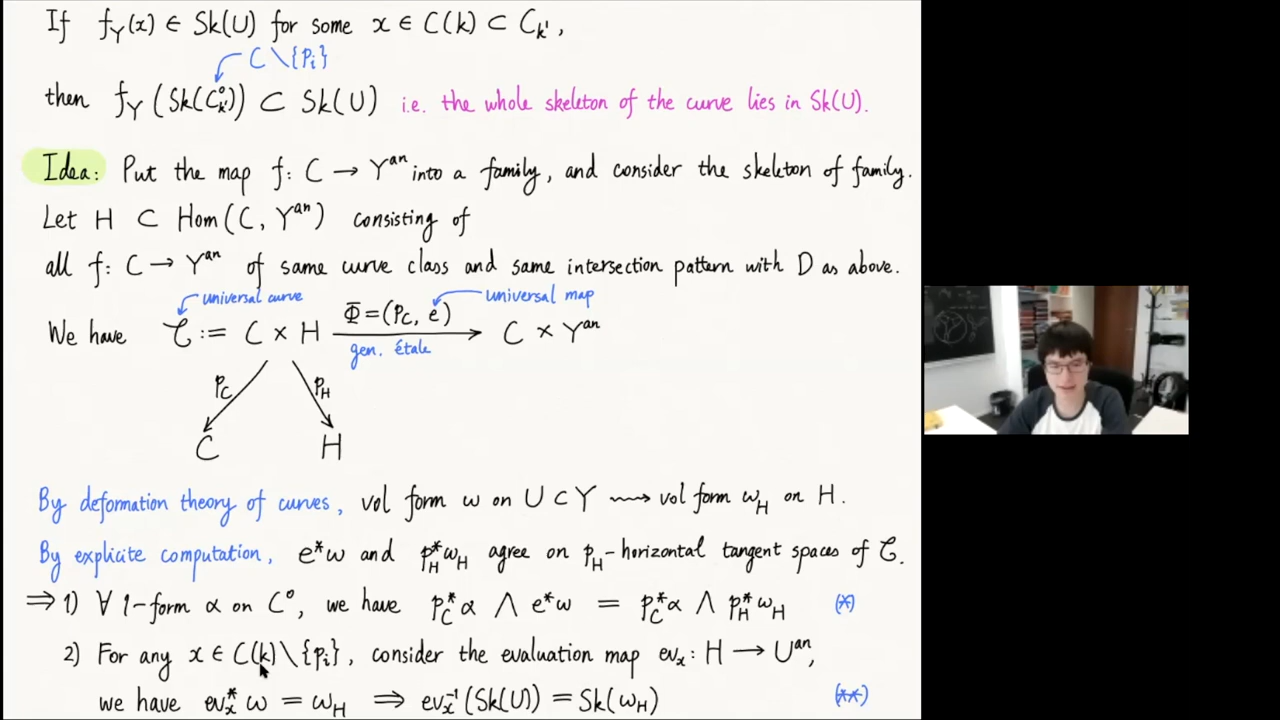 If f_Y(x) ∈ Sk(U) for some x ∈ C(k) ⊂ C_k',
C \ {p_i}
then f_Y(Sk(C°_k')) ⊂ Sk(U) i.e. the whole skeleton of the curve lies in Sk(U).
Idea: Put the map f: C → Y^an into a family, and consider the skeleton of family.
Let H ⊂ Hom(C, Y^an) consisting of
all f: C → Y^an of same curve class and same intersection pattern with D as above.
universal curve universal map
We have 𝒞 := C × H Φ=(p_C, e) C × Y^an
gen. étale
p_C p_H
C H
By deformation theory of curves, vol form ω on U ⊂ Y ⟿ vol form ω_H on H.
By explicite computation, e*ω and p_H*ω_H agree on p_H-horizontal tangent spaces of 𝒞.
⇒ 1) ∀ 1-form α on C°, we have p_C*α ∧ e*ω = p_C*α ∧ p_H*ω_H (*)
2) For any x ∈ C(k)\{p_i}, consider the evaluation map ev_x: H → U^an,
we have ev_x*ω = ω_H ⇒ ev_x^-1(Sk(U)) = Sk(ω_H) (**)